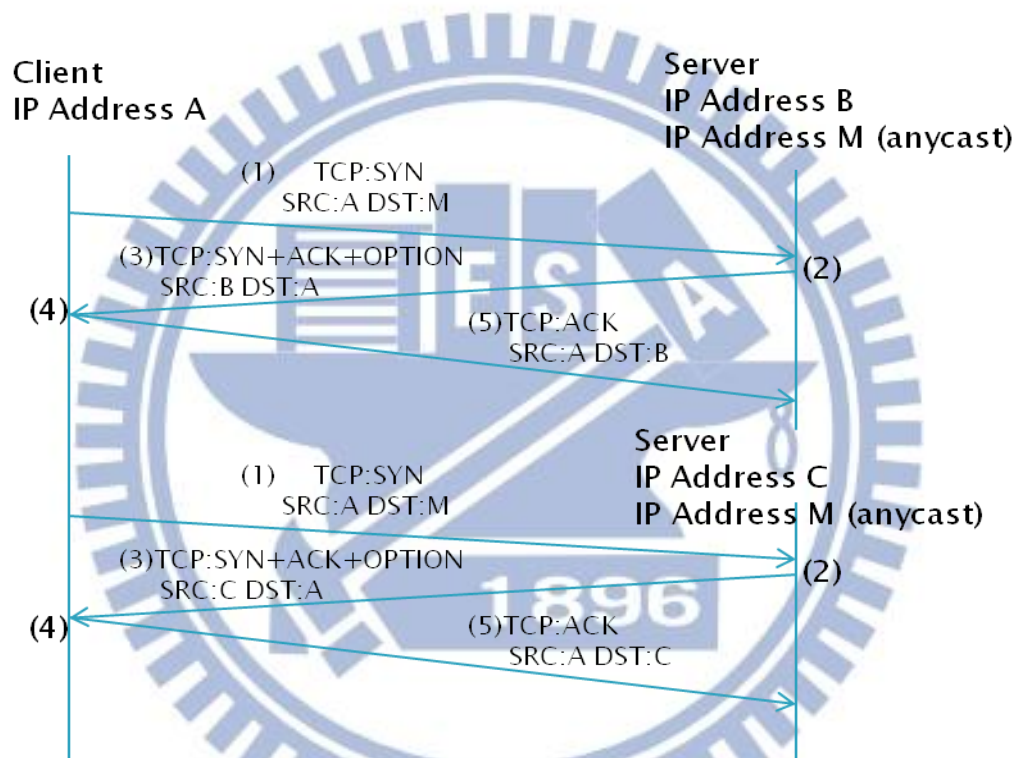 Client
IP Address A
Server
IP Address B
IP Address M (anycast)
(1) TCP:SYN
SRC:A DST:M
(3)TCP:SYN+ACK+OPTION
SRC:B DST:A
(2)
(4)
(5)TCP:ACK
SRC:A DST:B
Server
IP Address C
IP Address M (anycast)
(1) TCP:SYN
SRC:A DST:M
(3)TCP:SYN+ACK+OPTION
SRC:C DST:A
(2)
(4)
(5)TCP:ACK
SRC:A DST:C
E S A
1896